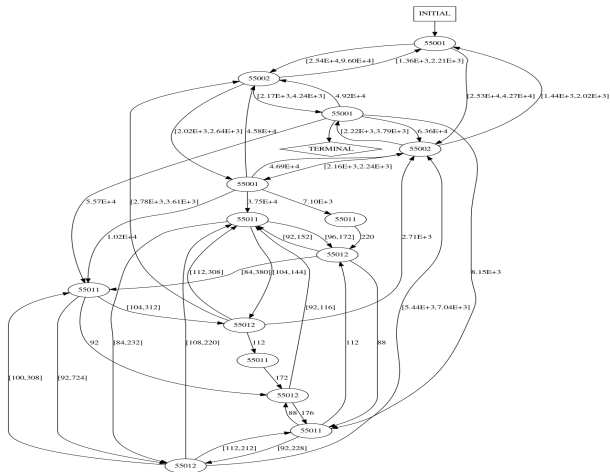 INITIAL
55001
[2.54E+4,9.60E+4]
[1.36E+3,2.21E+3]
55002
[2.17E+3,4.24E+3]
4.92E+4
[2.53E+4,4.27E+4]
[1.44E+3,2.02E+3]
55001
[2.02E+3,2.64E+3]
4.58E+4
[2.22E+3,3.79E+3]
6.36E+4
TERMINAL
55002
4.69E+4
[2.16E+3,2.24E+3]
55001
5.57E+4
[2.78E+3,3.61E+3]
3.75E+4
7.10E+3
55011
55011
220
1.02E+4
[92,152]
[96,172]
2.71E+3
55012
[112,308]
[84,380]
[104,144]
8.15E+3
55011
[104,312]
[92,116]
[5.44E+3,7.04E+3]
55012
92
[84,232]
[108,220]
112
112
88
55011
172
[100,308]
[92,724]
55012
88
176
55011
[112,212]
[92,228]
55012